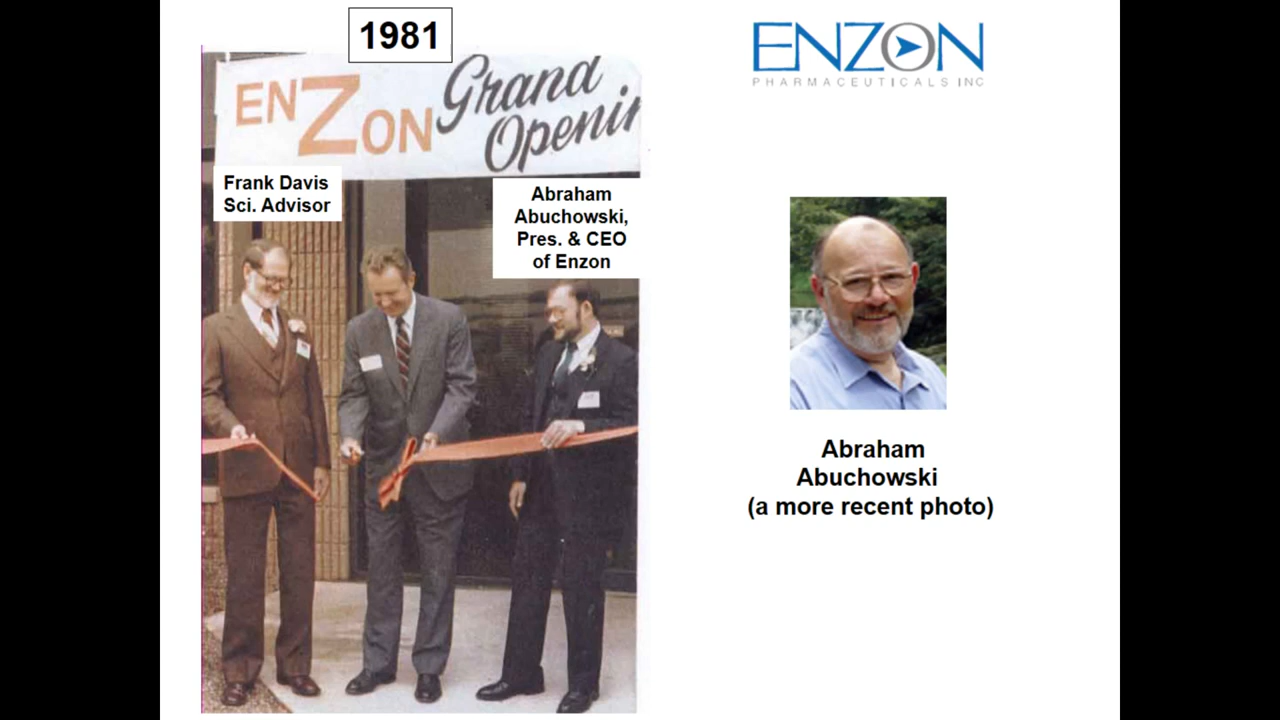 1981
ENZON Grand
Openin
Frank Davis
Sci. Advisor
Abraham
Abuchowski,
Pres. & CEO
of Enzon
ENZON
PHARMACEUTICALS INC
Abraham
Abuchowski
(a more recent photo)